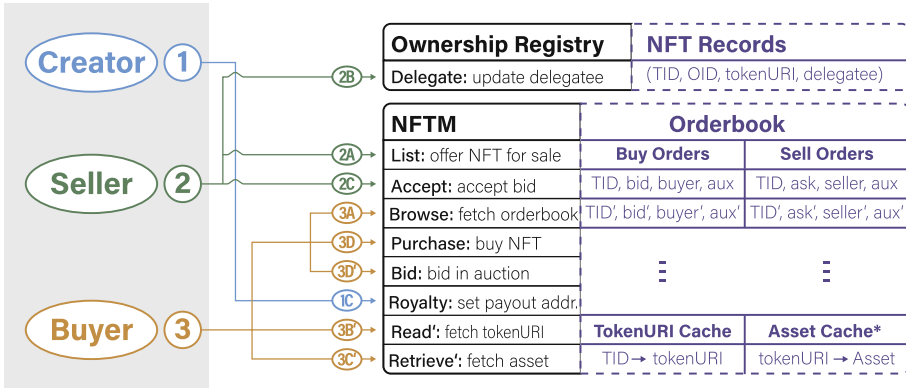 Creator 1
Seller 2
Buyer 3
Ownership Registry NFT Records
2B Delegate: update delegatee (TID, OID, tokenURI, delegatee)
NFTM Orderbook
2A List: offer NFT for sale Buy Orders Sell Orders
2C Accept: accept bid TID, bid, buyer, aux TID, ask, seller, aux
3A Browse: fetch orderbook TID′, bid′, buyer′, aux′ TID′, ask′, seller′, aux′
3D Purchase: buy NFT
3D′ Bid: bid in auction
1C Royalty: set payout addr.
3B′ Read′: fetch tokenURI TokenURI Cache Asset Cache*
3C′ Retrieve′: fetch asset TID → tokenURI tokenURI → Asset